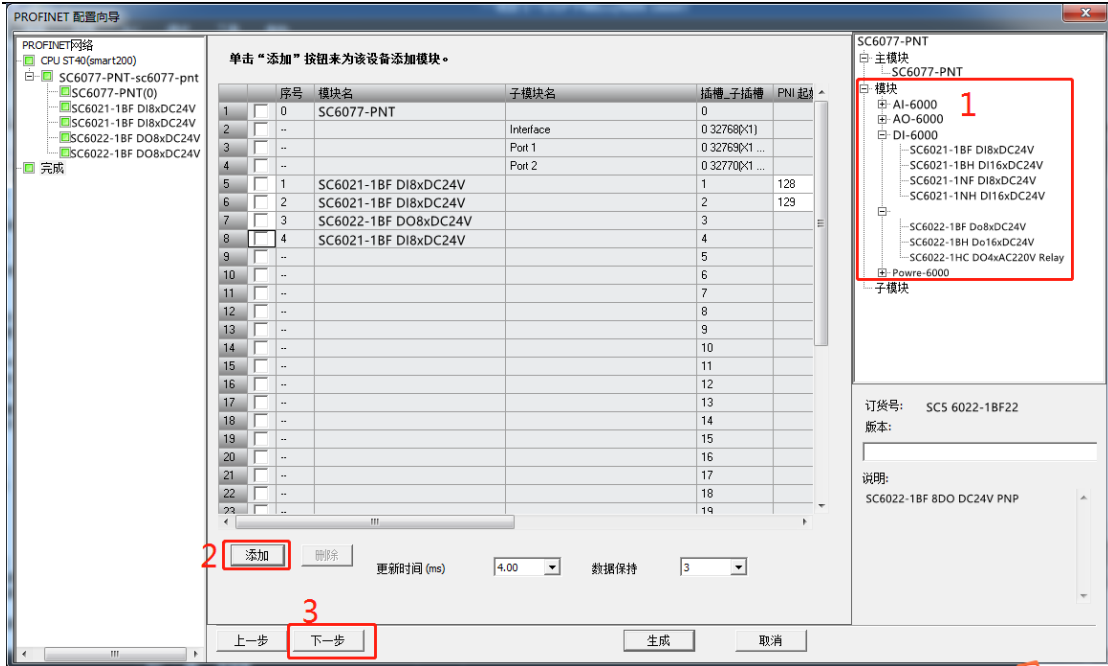 PROFINET 配置向导
PROFINET网络
CPU ST40(smart200)
SC6077-PNT-sc6077-pnt
SC6077-PNT(0)
SC6021-1BF DI8xDC24V
SC6021-1BF DI8xDC24V
SC6022-1BF DO8xDC24V
SC6022-1BF DO8xDC24V
完成
单击“添加”按钮来为该设备添加模块。
序号 模块名 子模块名 插槽_子插槽 PNI 起始
1 0 SC6077-PNT 0
2 -- Interface 0 32768(X1)
3 -- Port 1 0 32769(X1 ...
4 -- Port 2 0 32770(X1 ...
5 1 SC6021-1BF DI8xDC24V 1 128
6 2 SC6021-1BF DI8xDC24V 2 129
7 3 SC6022-1BF DO8xDC24V 3
8 4 SC6021-1BF DI8xDC24V 4
9 -- 5
10 -- 6
11 -- 7
12 -- 8
13 -- 9
14 -- 10
15 -- 11
16 -- 12
17 -- 13
18 -- 14
19 -- 15
20 -- 16
21 -- 17
22 -- 18
23 -- 19
2 添加 删除
更新时间 (ms) 4.00 数据保持 3
3
上一步 下一步 生成 取消
SC6077-PNT
主模块
SC6077-PNT
模块
1
AI-6000
AO-6000
DI-6000
SC6021-1BF DI8xDC24V
SC6021-1BH DI16xDC24V
SC6021-1NF DI8xDC24V
SC6021-1NH DI16xDC24V
SC6022-1BF Do8xDC24V
SC6022-1BH Do16xDC24V
SC6022-1HC DO4xAC220V Relay
Powre-6000
子模块
订货号: SC5 6022-1BF22
版本:
说明:
SC6022-1BF 8DO DC24V PNP